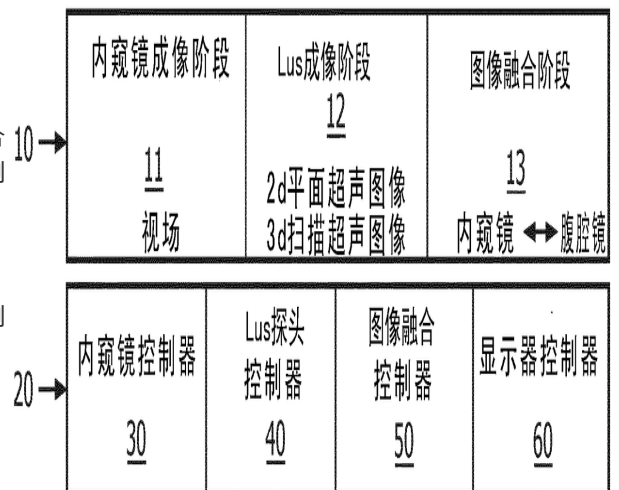 内窥镜成像阶段
11
视场
Lus成像阶段
12
2d平面超声图像
3d扫描超声图像
图像融合阶段
13
内窥镜 ↔ 腹腔镜
10
内窥镜控制器
30
Lus探头
控制器
40
图像融合
控制器
50
显示器控制器
60
20